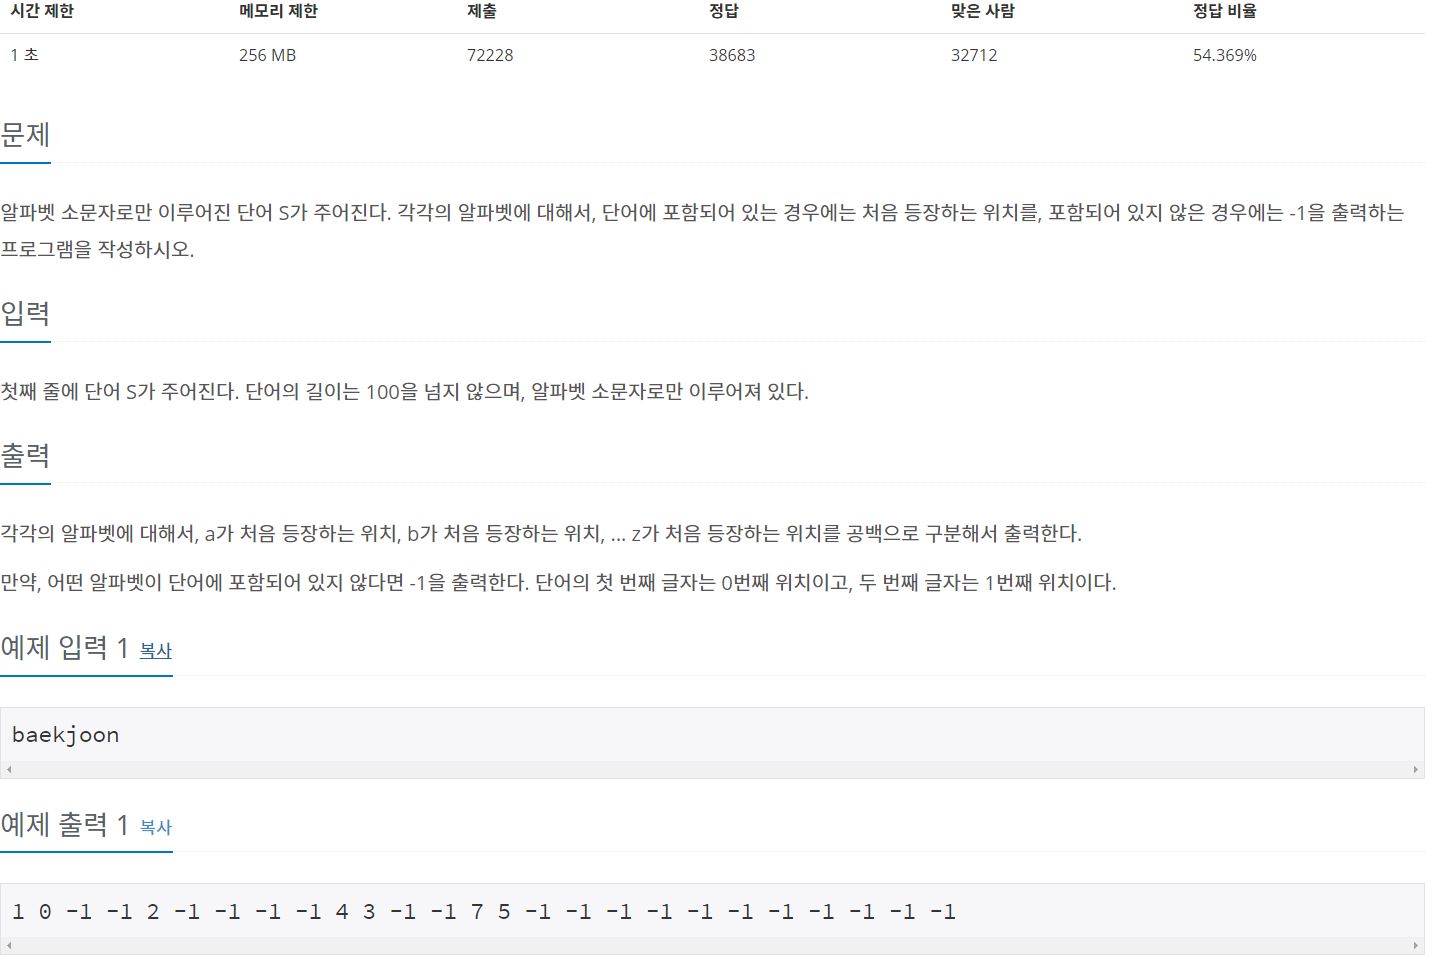 시간 제한 메모리 제한 제출 정답 맞은 사람 정답 비율
1 초 256 MB 72228 38683 32712 54.369%
문제
알파벳 소문자로만 이루어진 단어 S가 주어진다. 각각의 알파벳에 대해서, 단어에 포함되어 있는 경우에는 처음 등장하는 위치를, 포함되어 있지 않은 경우에는 -1을 출력하는
프로그램을 작성하시오.
입력
첫째 줄에 단어 S가 주어진다. 단어의 길이는 100을 넘지 않으며, 알파벳 소문자로만 이루어져 있다.
출력
각각의 알파벳에 대해서, a가 처음 등장하는 위치, b가 처음 등장하는 위치, ... z가 처음 등장하는 위치를 공백으로 구분해서 출력한다.
만약, 어떤 알파벳이 단어에 포함되어 있지 않다면 -1을 출력한다. 단어의 첫 번째 글자는 0번째 위치이고, 두 번째 글자는 1번째 위치이다.
예제 입력 1 복사
baekjoon
예제 출력 1 복사
1 0 -1 -1 2 -1 -1 -1 -1 4 3 -1 -1 7 5 -1 -1 -1 -1 -1 -1 -1 -1 -1 -1 -1